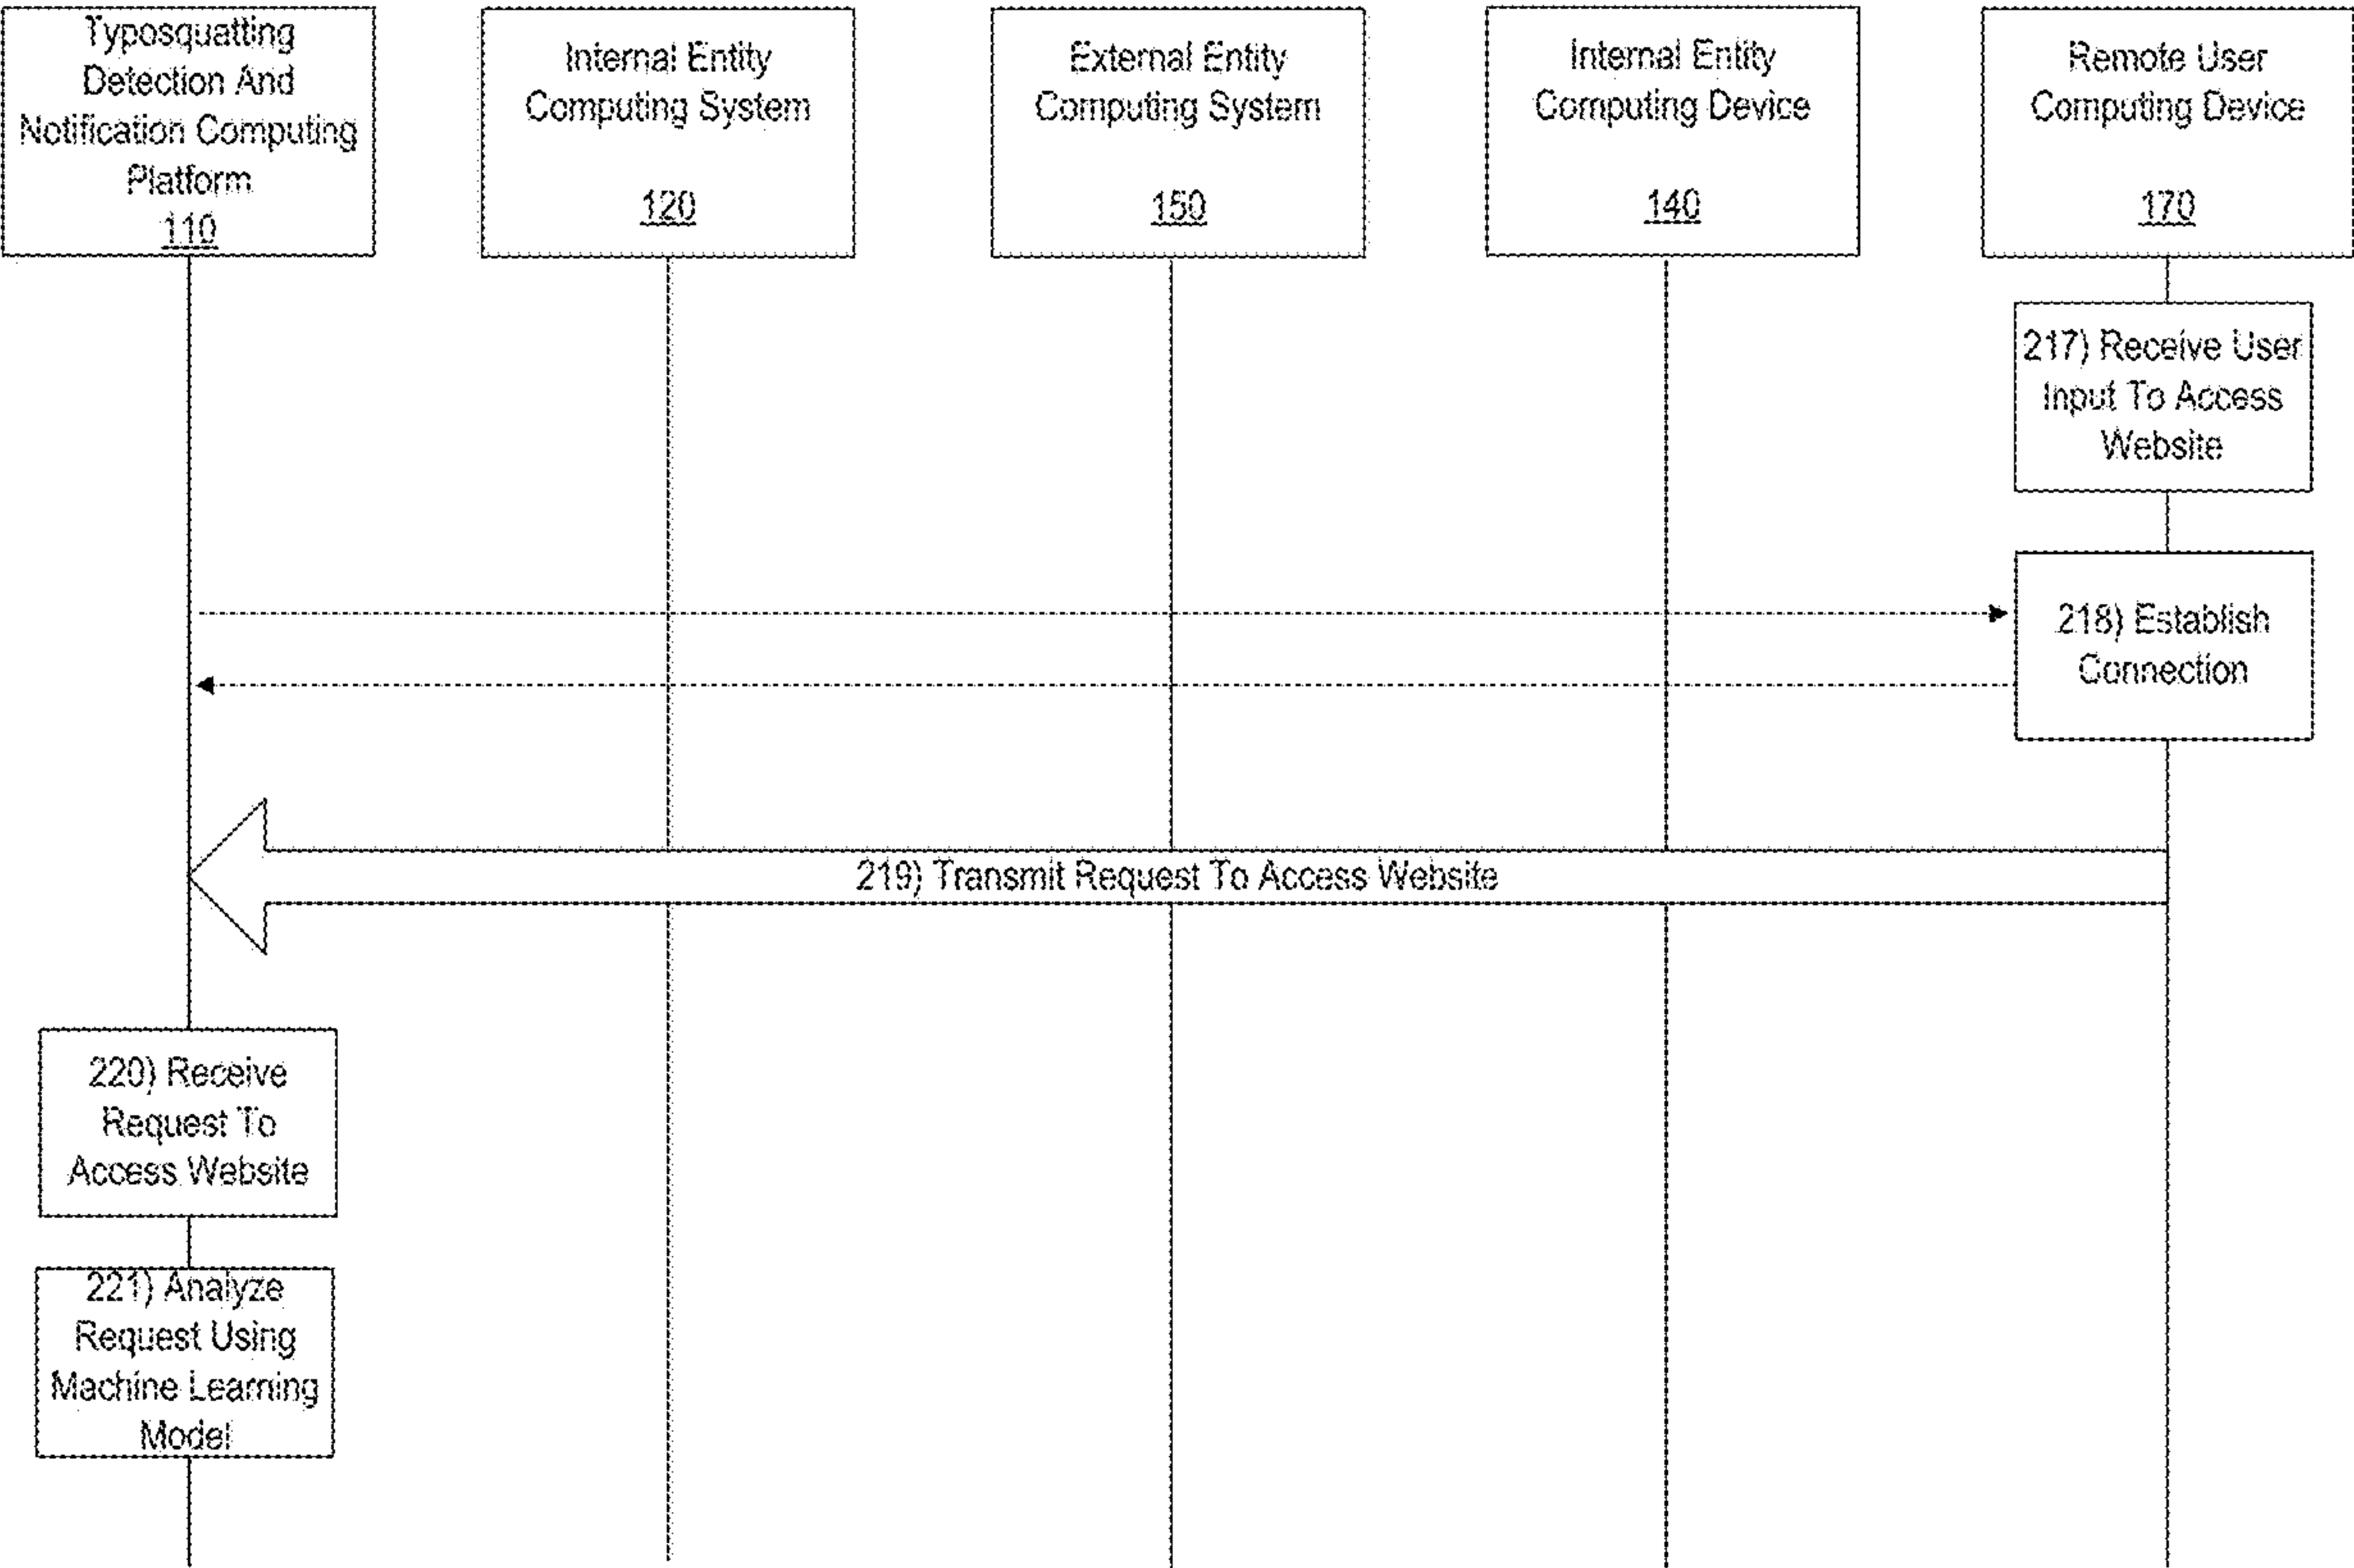 Typosquatting
Detection And
Notification Computing
Platform
110
Internal Entity
Computing System
120
External Entity
Computing System
150
Internal Entity
Computing Device
140
Remote User
Computing Device
170
217) Receive User
Input To Access
Website
218) Establish
Connection
219) Transmit Request To Access Website
220) Receive
Request To
Access Website
221) Analyze
Request Using
Machine Learning
Model